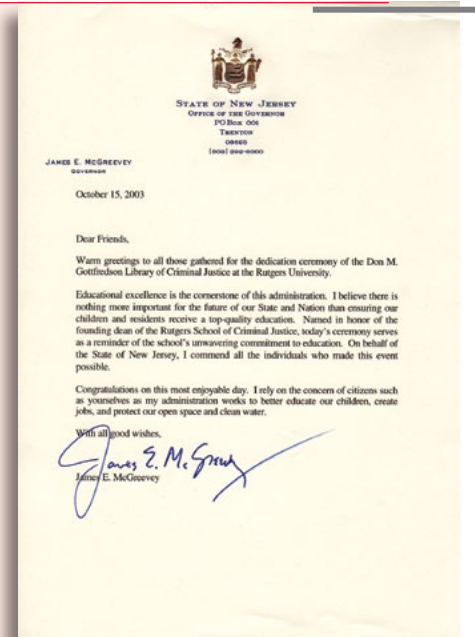 STATE OF NEW JERSEY
OFFICE OF THE GOVERNOR
PO BOX 001
TRENTON
08625
(609) 292-6000
JAMES E. MCGREEVEY
GOVERNOR
October 15, 2003
Dear Friends,
Warm greetings to all those gathered for the dedication ceremony of the Don M.
Gottfredson Library of Criminal Justice at the Rutgers University.
Educational excellence is the cornerstone of this administration. I believe there is
nothing more important for the future of our State and Nation than ensuring our
children and residents receive a top-quality education. Named in honor of the
founding dean of the Rutgers School of Criminal Justice, today's ceremony serves
as a reminder of the school's unwavering commitment to education. On behalf of
the State of New Jersey, I commend all the individuals who made this event
possible.
Congratulations on this most enjoyable day. I rely on the concern of citizens such
as yourselves as my administration works to better educate our children, create
jobs, and protect our open space and clean water.
With all good wishes,
James E. McGreevey
James E. McGreevey